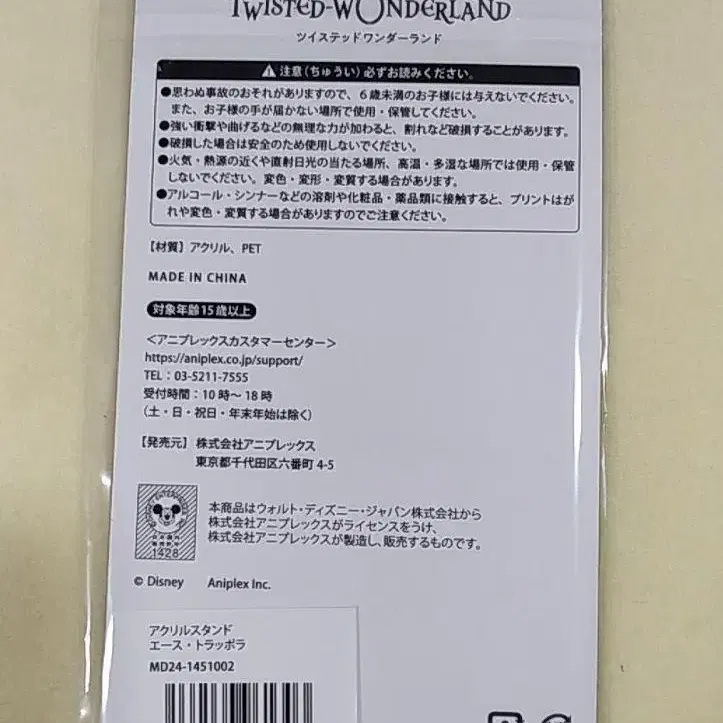 TWISTED-WONDERLAND
ツイステッドワンダーランド
注意（ちゅうい）必ずお読みください。
●思わぬ事故のおそれがありますので、６歳未満のお子様には与えないでください。
また、お子様の手が届かない場所で使用・保管してください。
●強い衝撃や曲げるなどの無理な力が加わると、割れなど破損することがあります。
●破損した場合は安全のため使用しないでください。
●火気・熱源の近くや直射日光の当たる場所、高温・多湿な場所では使用・保管
しないでください。変色・変形・変質する場合があります。
●アルコール・シンナーなどの溶剤や化粧品・薬品類に接触すると、プリントはが
れや変色・変質する場合がありますのでご注意ください。
【材質】アクリル、PET
MADE IN CHINA
対象年齢15歳以上
＜アニプレックスカスタマーセンター＞
https://aniplex.co.jp/support/
TEL：03-5211-7555
受付時間：10時～18時
（土・日・祝日・年末年始は除く）
【発売元】株式会社アニプレックス
東京都千代田区六番町4-5
本商品はウォルト・ディズニー・ジャパン株式会社から
株式会社アニプレックスがライセンスをうけ、
株式会社アニプレックスが製造し、販売するものです。
1428
© Disney Aniplex Inc.
アクリルスタンド
エース・トラッポラ
MD24-1451002